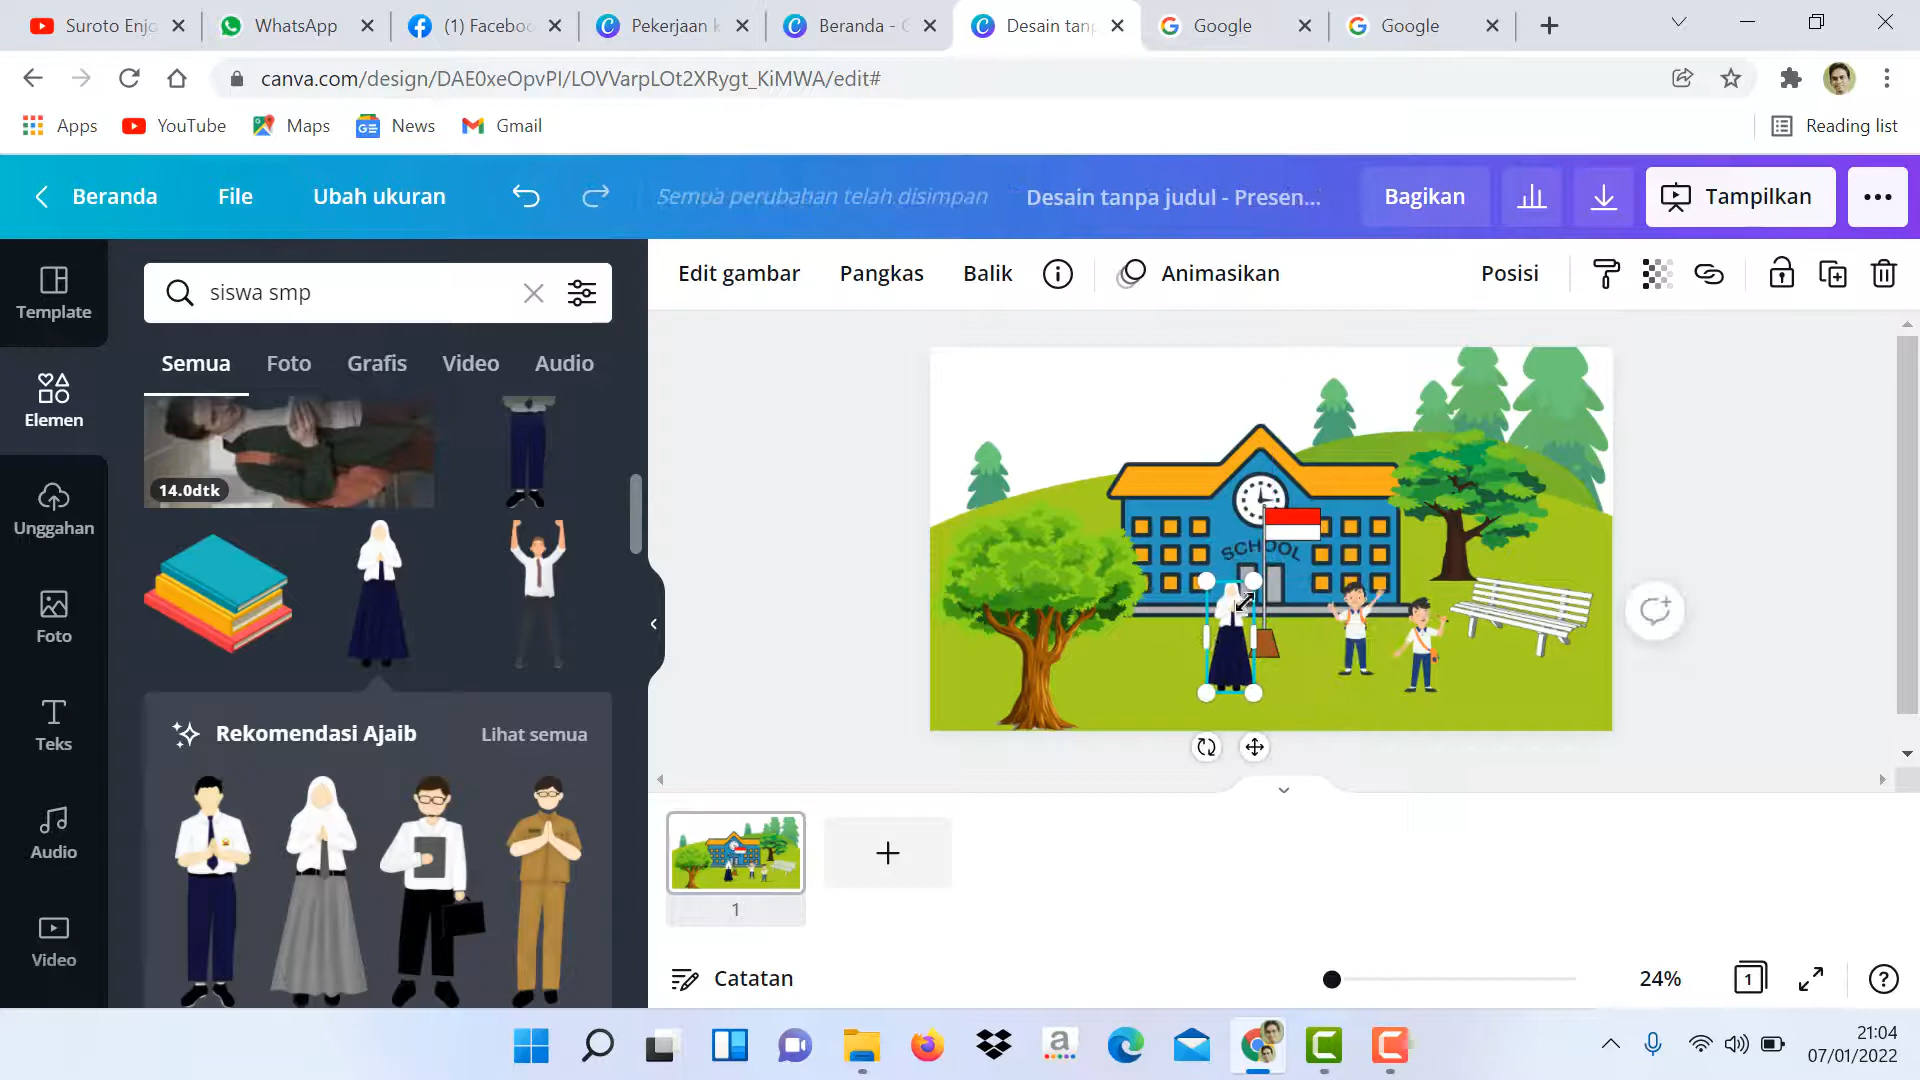 Suroto Enjo
WhatsApp
(1) Facebook
Pekerjaan k
Beranda - C
Desain tanp
Google
Google
canva.com/design/DAE0xeOpvPI/LOVVarpLOt2XRygt_KiMWA/edit#
Apps
YouTube
Maps
News
Gmail
Reading list
Beranda
File
Ubah ukuran
Semua perubahan telah disimpan
Desain tanpa judul - Presen...
Bagikan
Tampilkan
Template
Elemen
Unggahan
Foto
Teks
Audio
Video
siswa smp
Semua
Foto
Grafis
Video
Audio
14.0dtk
Rekomendasi Ajaib
Lihat semua
Edit gambar
Pangkas
Balik
Animasikan
Posisi
SCHOOL
1
Catatan
24%
1
21:04
07/01/2022